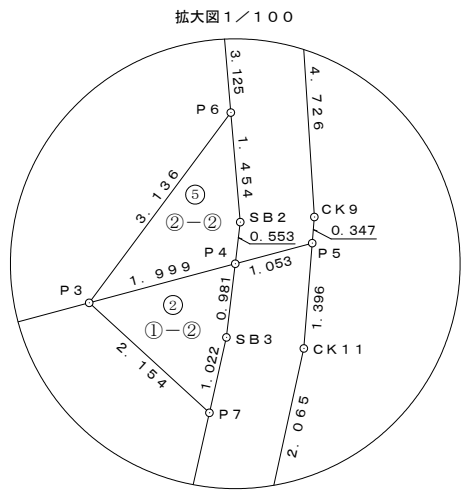 拡大図1/100
3.125
4.726
P6
1.454
3.136
⑤
②-②
SB2
CK9
0.553
0.347
P4
P5
1.999
1.053
P3
0.981
②
①-②
1.396
SB3
CK11
2.154
1.022
P7
2.065